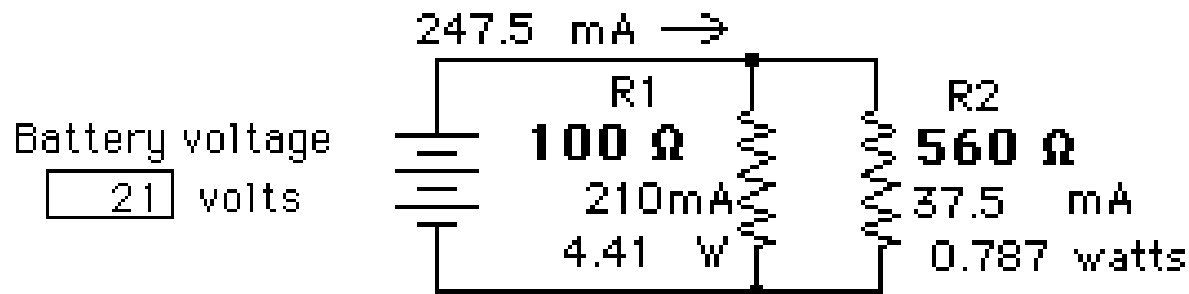 247.5 mA →
R1
R2
Battery voltage
100 Ω
560 Ω
21 volts
210mA
37.5 mA
4.41 W
0.787 watts